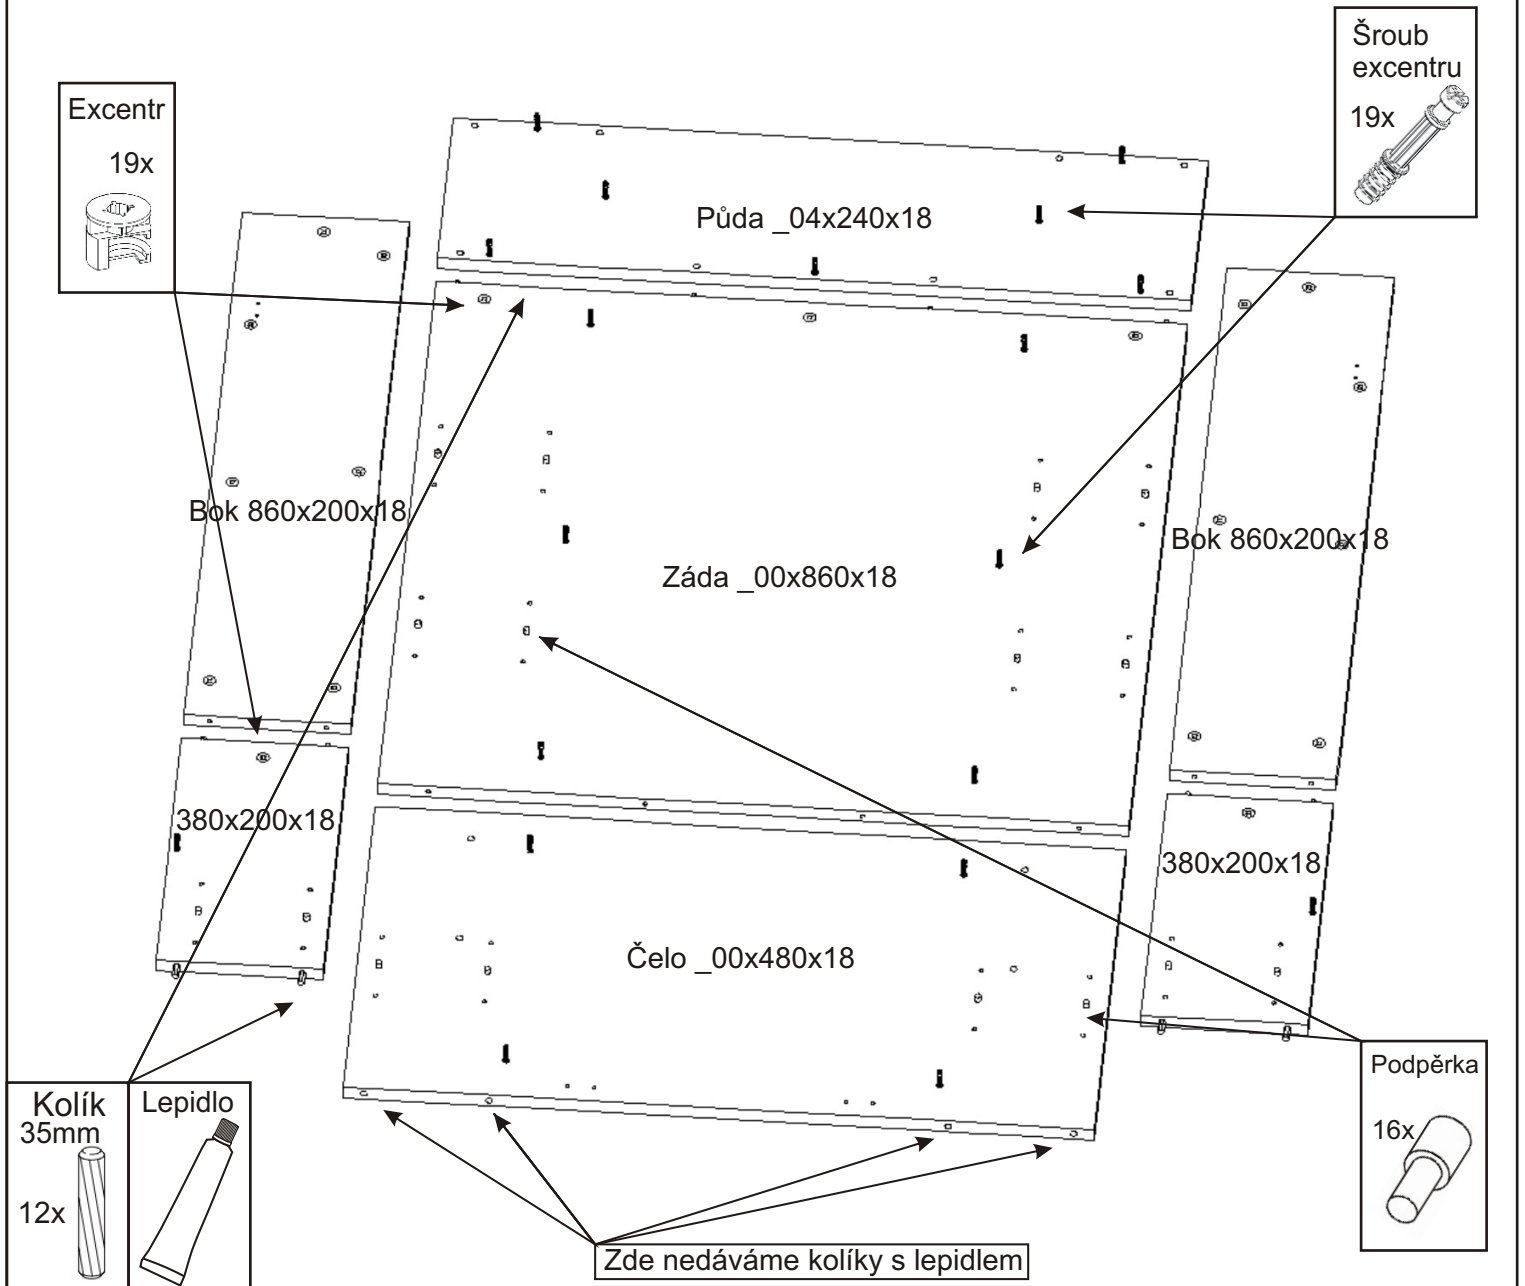 Šroub
excentru
19x
Excentr
19x
Půda _04x240x18
Bok 860x200x18
Bok 860x200x18
Záda _00x860x18
380x200x18
380x200x18
Čelo _00x480x18
Kolík
35mm
12x
Lepidlo
Podpěrka
16x
Zde nedáváme kolíky s lepidlem